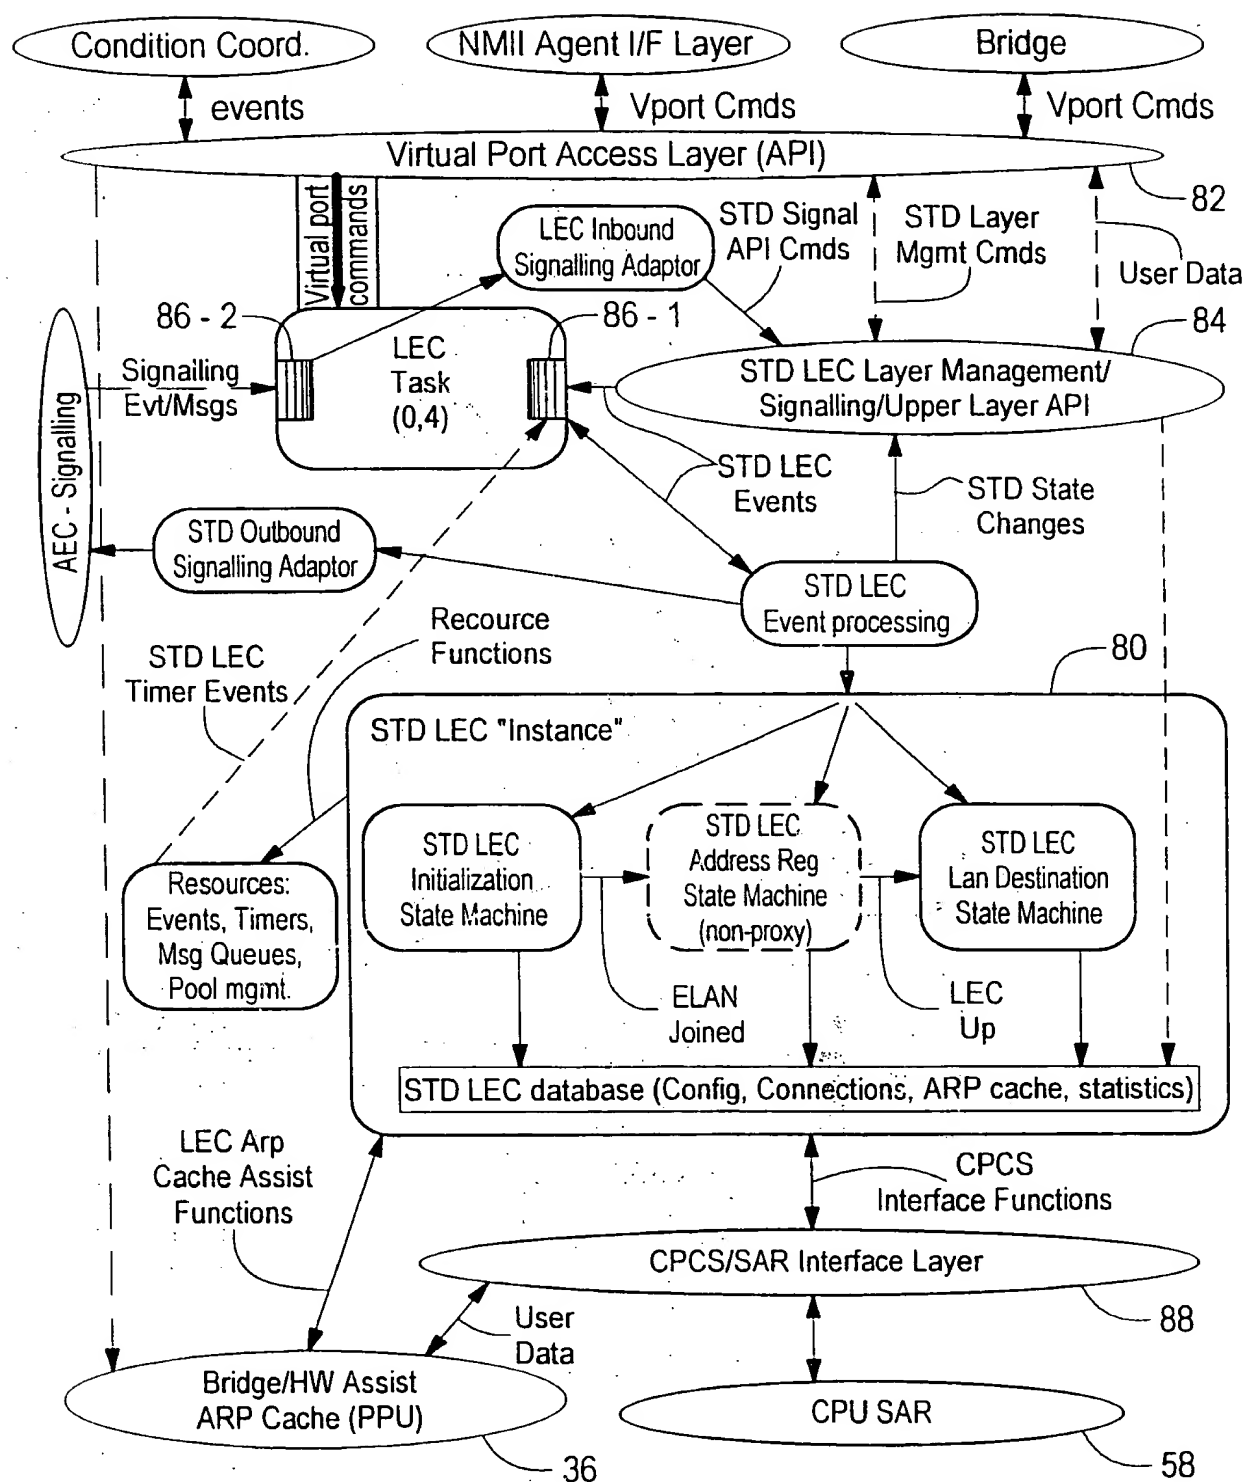 Condition Coord.
NMII Agent I/F Layer
Bridge
events
Vport Cmds
Vport Cmds
Virtual Port Access Layer (API)
82
Virtual port
commands
LEC Inbound
Signalling Adaptor
STD Signal
API Cmds
STD Layer
Mgmt Cmds
User Data
86 - 2
86 - 1
84
LEC
Task
(0,4)
Signailling
Evt/Msgs
STD LEC Layer Management/
Signalling/Upper Layer API
AEC - Signalling
STD LEC
Events
STD State
Changes
STD Outbound
Signalling Adaptor
STD LEC
Event processing
Recource
Functions
STD LEC
Timer Events
80
STD LEC "Instance"
STD LEC
Initialization
State Machine
STD LEC
Address Reg
State Machine
(non-proxy)
STD LEC
Lan Destination
State Machine
Resources:
Events, Timers,
Msg Queues,
Pool mgmt.
ELAN
Joined
LEC
Up
STD LEC database (Config, Connections, ARP cache, statistics)
LEC Arp
Cache Assist
Functions
CPCS
Interface Functions
CPCS/SAR Interface Layer
88
User
Data
Bridge/HW Assist
ARP Cache (PPU)
36
CPU SAR
58